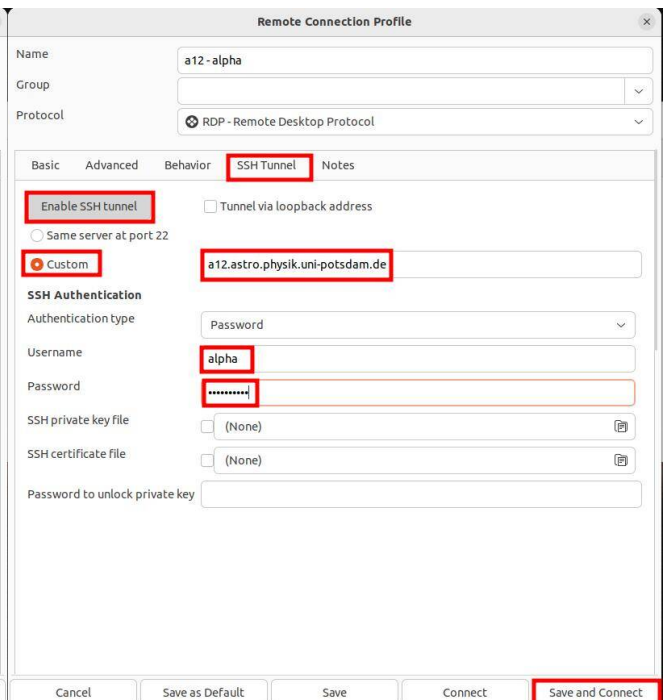 Remote Connection Profile
Name a12 - alpha
Group
Protocol RDP - Remote Desktop Protocol
Basic Advanced Behavior SSH Tunnel Notes
Enable SSH tunnel Tunnel via loopback address
Same server at port 22
Custom a12.astro.physik.uni-potsdam.de
SSH Authentication
Authentication type Password
Username alpha
Password ••••••••••
SSH private key file (None)
SSH certificate file (None)
Password to unlock private key
Cancel Save as Default Save Connect Save and Connect